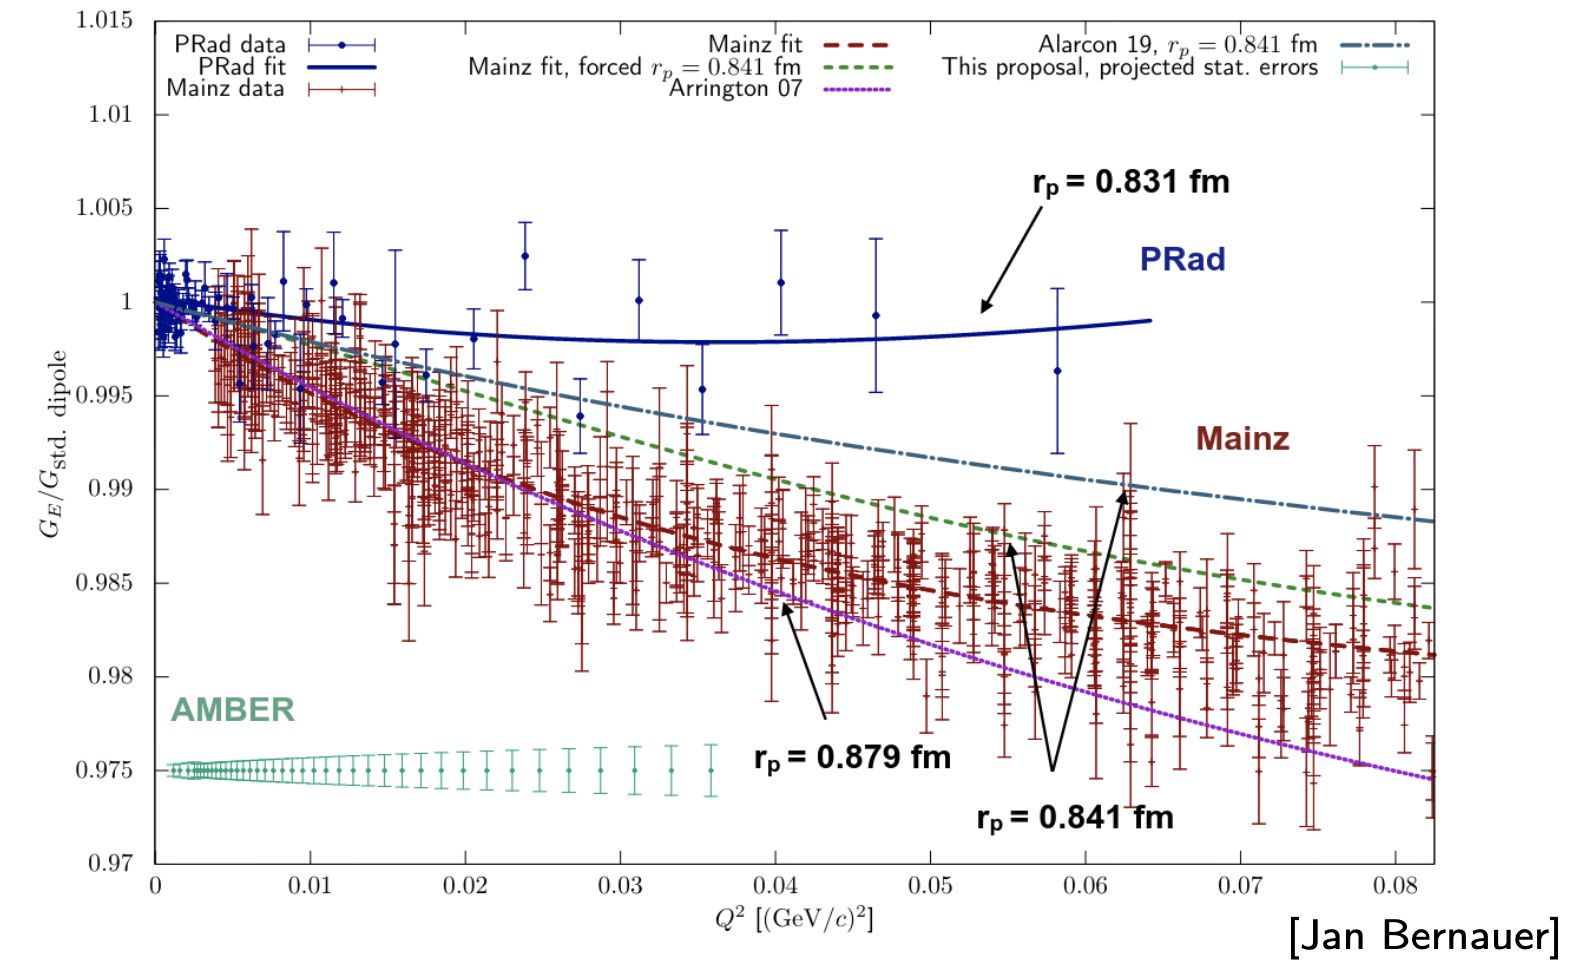 1.015
1.01
1.005
1
0.995
0.99
0.985
0.98
0.975
0.97
G_E/G_std. dipole
PRad data
PRad fit
Mainz data
Mainz fit
Mainz fit, forced r_p = 0.841 fm
Arrington 07
Alarcon 19, r_p = 0.841 fm
This proposal, projected stat. errors
r_p = 0.831 fm
PRad
Mainz
AMBER
r_p = 0.879 fm
r_p = 0.841 fm
0 0.01 0.02 0.03 0.04 0.05 0.06 0.07 0.08
Q² [(GeV/c)²]
[Jan Bernauer]